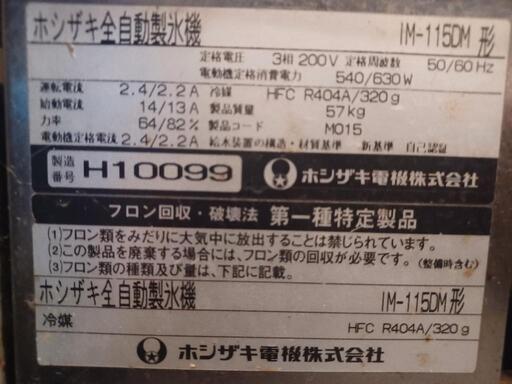 ホシザキ全自動製氷機 IM-115DM 形
定格電圧 3相200V 定格周波数 50/60Hz
電動機定格消費電力 540/630W
運転電流 2.4/2.2A 冷媒 HFC R404A/320g
始動電流 14/13A 製品質量 57kg
力率 64/82% 製品コード M015
電動機定格電流 2.4/2.2A 給水装置の構造・材質基準 新基準 自己認証
製造番号 H10099 ホシザキ電機株式会社
フロン回収・破壊法 第一種特定製品
(1)フロン類をみだりに大気中に放出することは禁じられています。
(2)この製品を廃棄する場合には、フロン類の回収が必要です。(整備時含む)
(3)フロン類の種類及び量は、下記に記載。
ホシザキ全自動製氷機 IM-115DM形
冷媒 HFC R404A/320g
ホシザキ電機株式会社